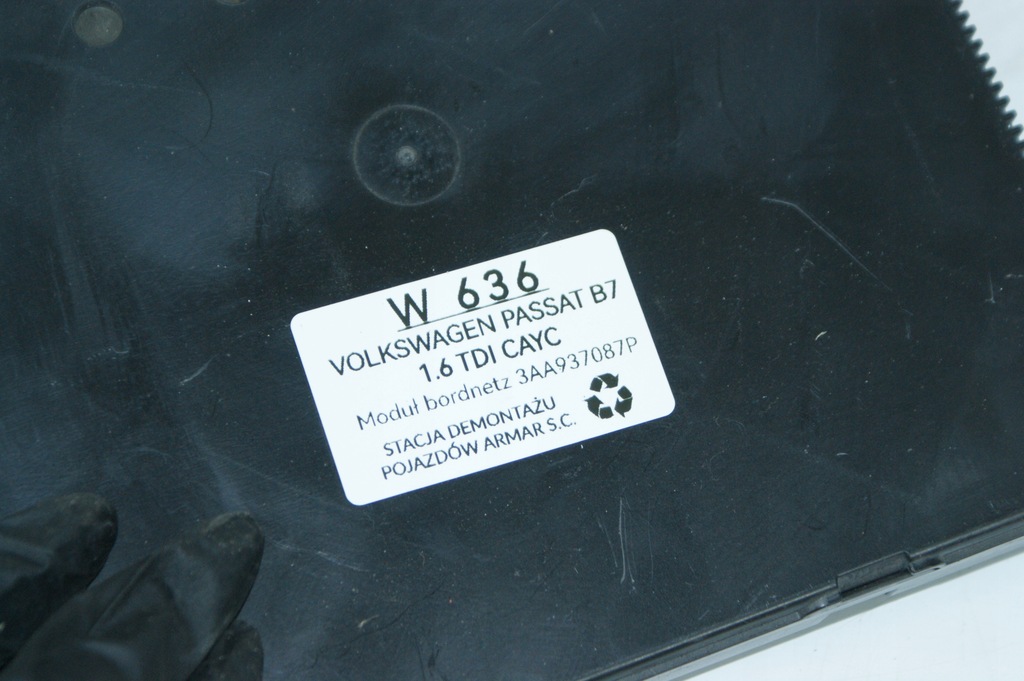 W 636
VOLKSWAGEN PASSAT B7
1.6 TDI CAYC
Moduł bordnetz 3AA937087P
STACJA DEMONTAŻU
POJAZDÓW ARMAR S.C.